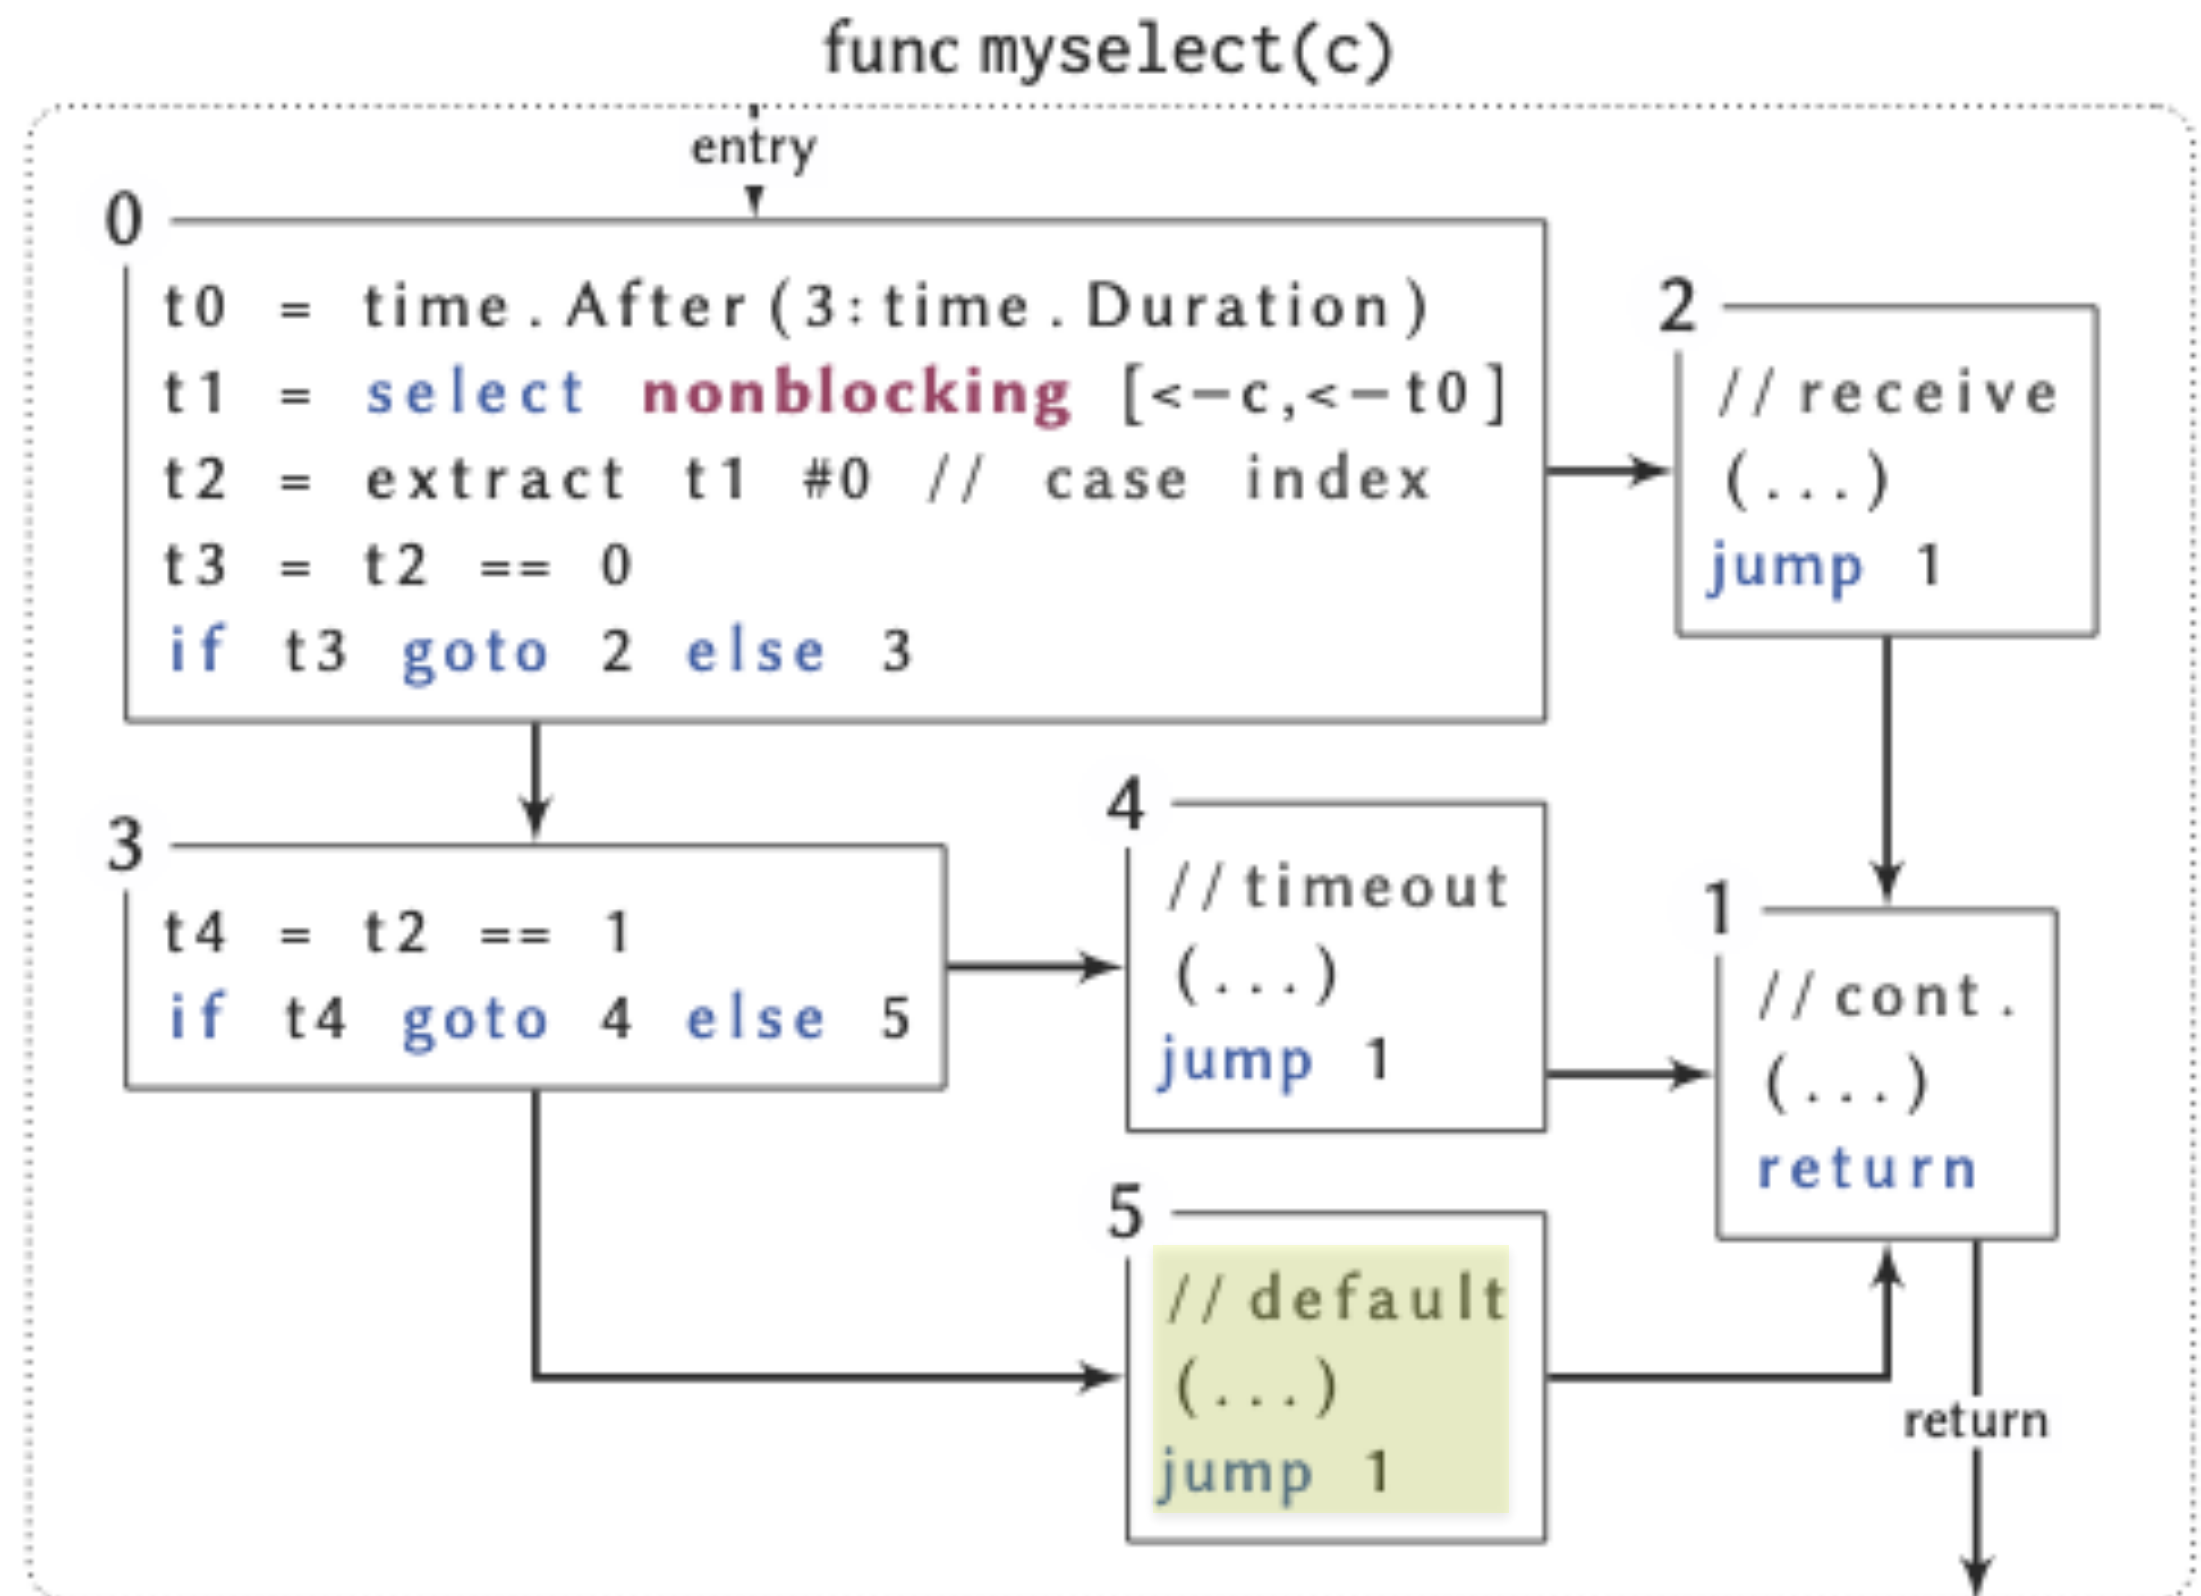 func myselect(c)
entry
0
t0 = time.After(3:time.Duration)
t1 = select nonblocking [<-c,<-t0]
t2 = extract t1 #0 // case index
t3 = t2 == 0
if t3 goto 2 else 3
2
//receive
(...)
jump 1
3
t4 = t2 == 1
if t4 goto 4 else 5
4
//timeout
(...)
jump 1
1
//cont.
(...)
return
5
//default
(...)
jump 1
return